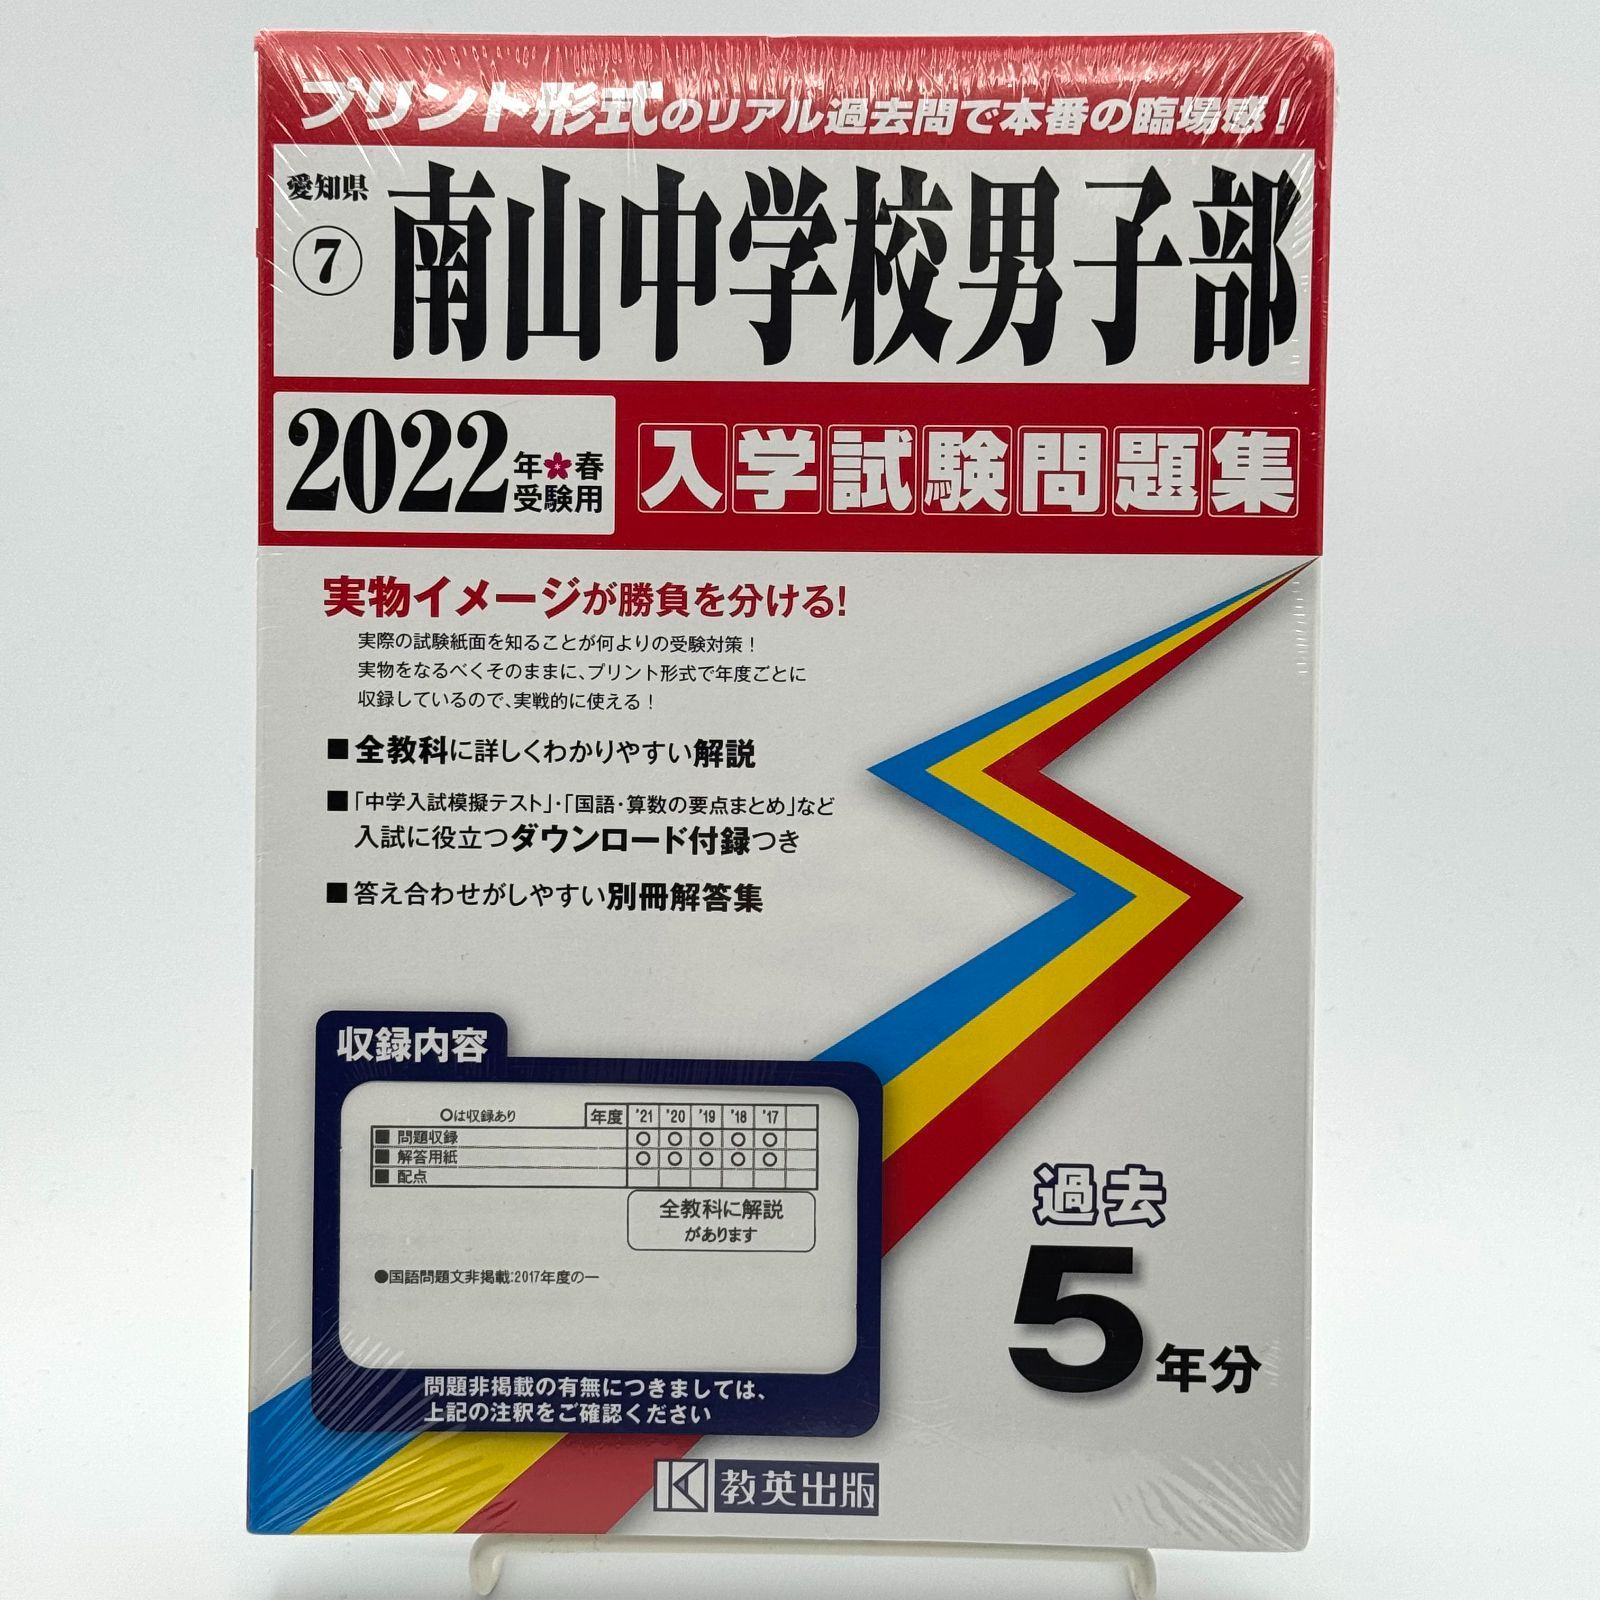 プリント形式のリアル過去問で本番の臨場感！
愛知県
⑦
南山中学校男子部
2022年春受験用
入学試験問題集
実物イメージが勝負を分ける！
実際の試験紙面を知ることが何よりの受験対策！
実物をなるべくそのままに、プリント形式で年度ごとに
収録しているので、実戦的に使える！
■全教科に詳しくわかりやすい解説
■「中学入試模擬テスト」・「国語・算数の要点まとめ」など
入試に役立つダウンロード付録つき
■答え合わせがしやすい別冊解答集
収録内容
○は収録あり 年度 '21 '20 '19 '18 '17
■ 問題収録 ○ ○ ○ ○ ○
■ 解答用紙 ○ ○ ○ ○ ○
■ 配点
全教科に解説
があります
●国語問題文非掲載:2017年度の一
問題非掲載の有無につきましては、
上記の注釈をご確認ください
過去
5年分
K 教英出版